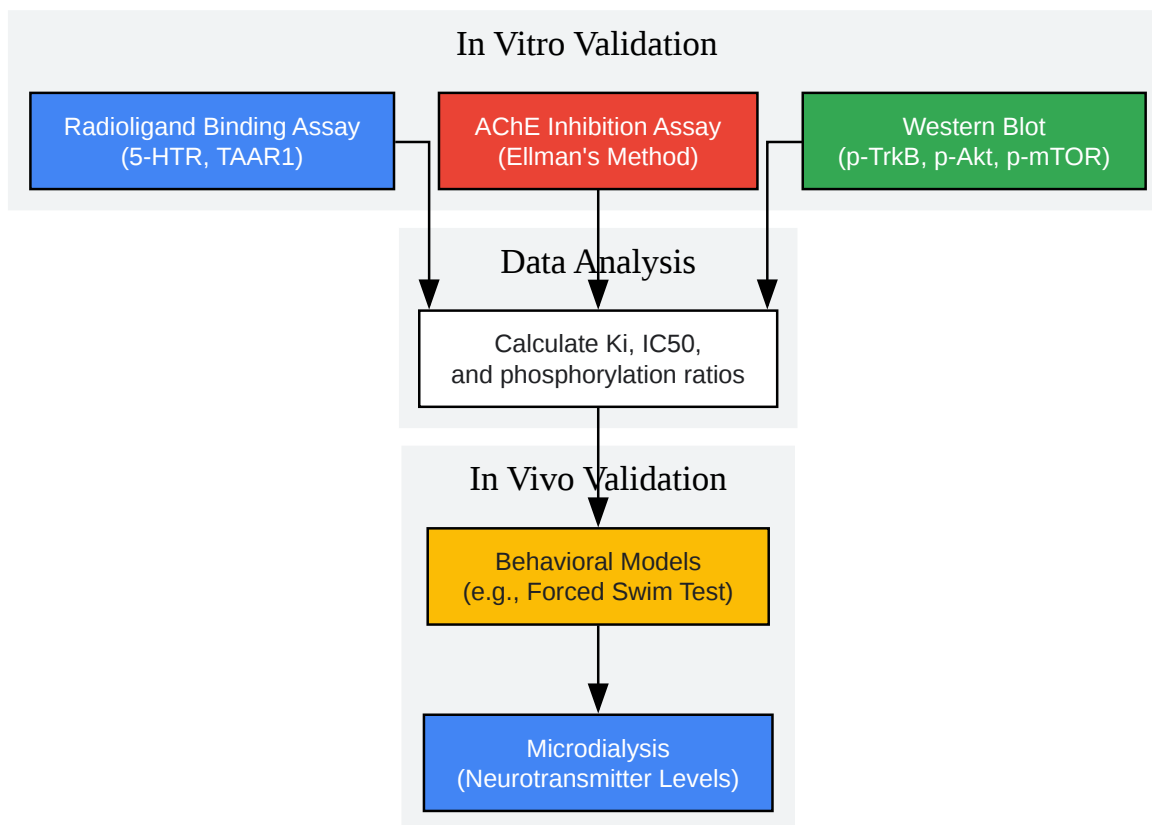 In Vitro Validation
Radioligand Binding Assay
(5-HTR, TAAR1)
AChE Inhibition Assay
(Ellman's Method)
Western Blot
(p-TrkB, p-Akt, p-mTOR)
Data Analysis
Calculate Ki, IC50,
and phosphorylation ratios
In Vivo Validation
Behavioral Models
(e.g., Forced Swim Test)
Microdialysis
(Neurotransmitter Levels)